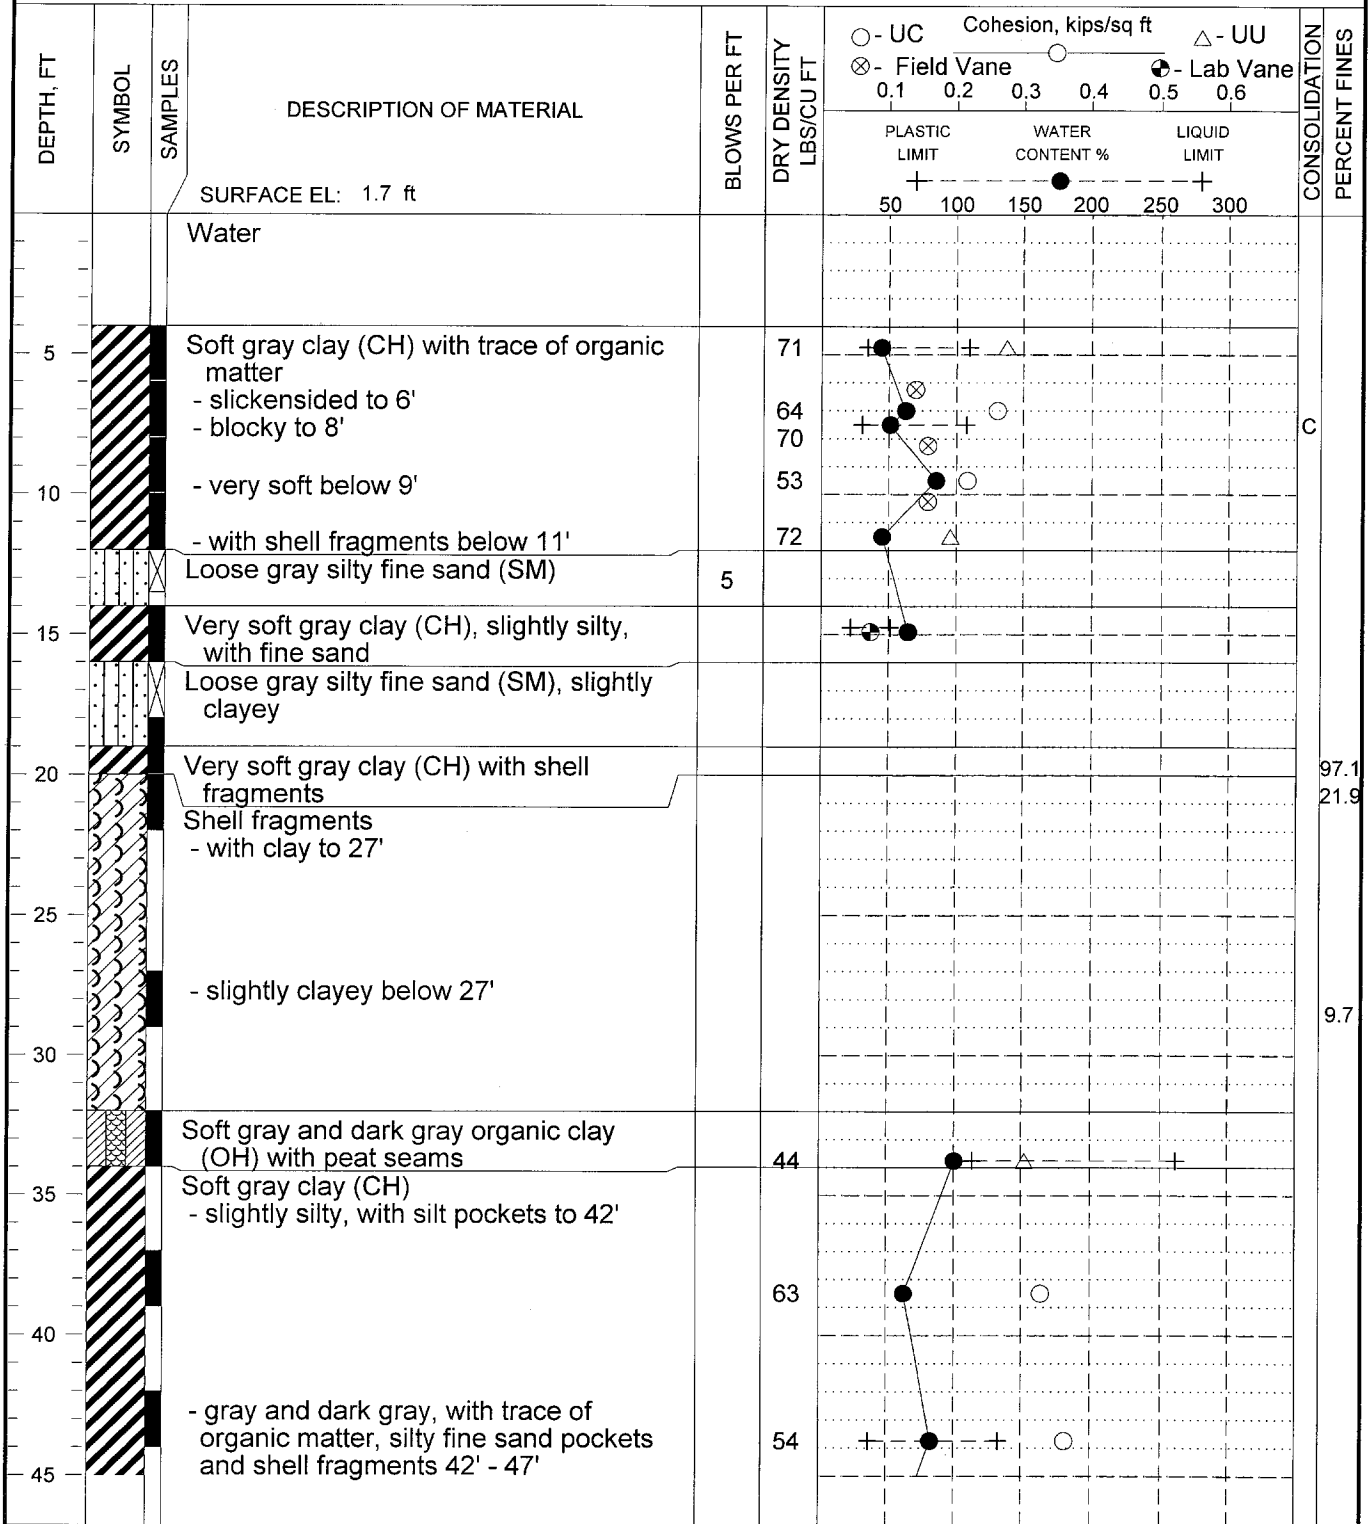 DEPTH, FT
SYMBOL
SAMPLES
DESCRIPTION OF MATERIAL
SURFACE EL: 1.7 ft
BLOWS PER FT
DRY DENSITY
LBS/CU FT
Cohesion, kips/sq ft
- UC
- UU
- Field Vane
- Lab Vane
0.1 0.2 0.3 0.4 0.5 0.6
PLASTIC WATER LIQUID
LIMIT CONTENT % LIMIT
50 100 150 200 250 300
CONSOLIDATION
PERCENT FINES
Water
5
Soft gray clay (CH) with trace of organic
71
matter
- slickensided to 6'
64
- blocky to 8'
70
C
- very soft below 9'
53
10
- with shell fragments below 11'
72
Loose gray silty fine sand (SM)
5
15
Very soft gray clay (CH), slightly silty,
with fine sand
Loose gray silty fine sand (SM), slightly
clayey
20
Very soft gray clay (CH) with shell
97.1
fragments
21.9
Shell fragments
- with clay to 27'
25
- slightly clayey below 27'
9.7
30
Soft gray and dark gray organic clay
(OH) with peat seams
44
Soft gray clay (CH)
35
- slightly silty, with silt pockets to 42'
63
40
- gray and dark gray, with trace of
organic matter, silty fine sand pockets
54
and shell fragments 42' - 47'
45